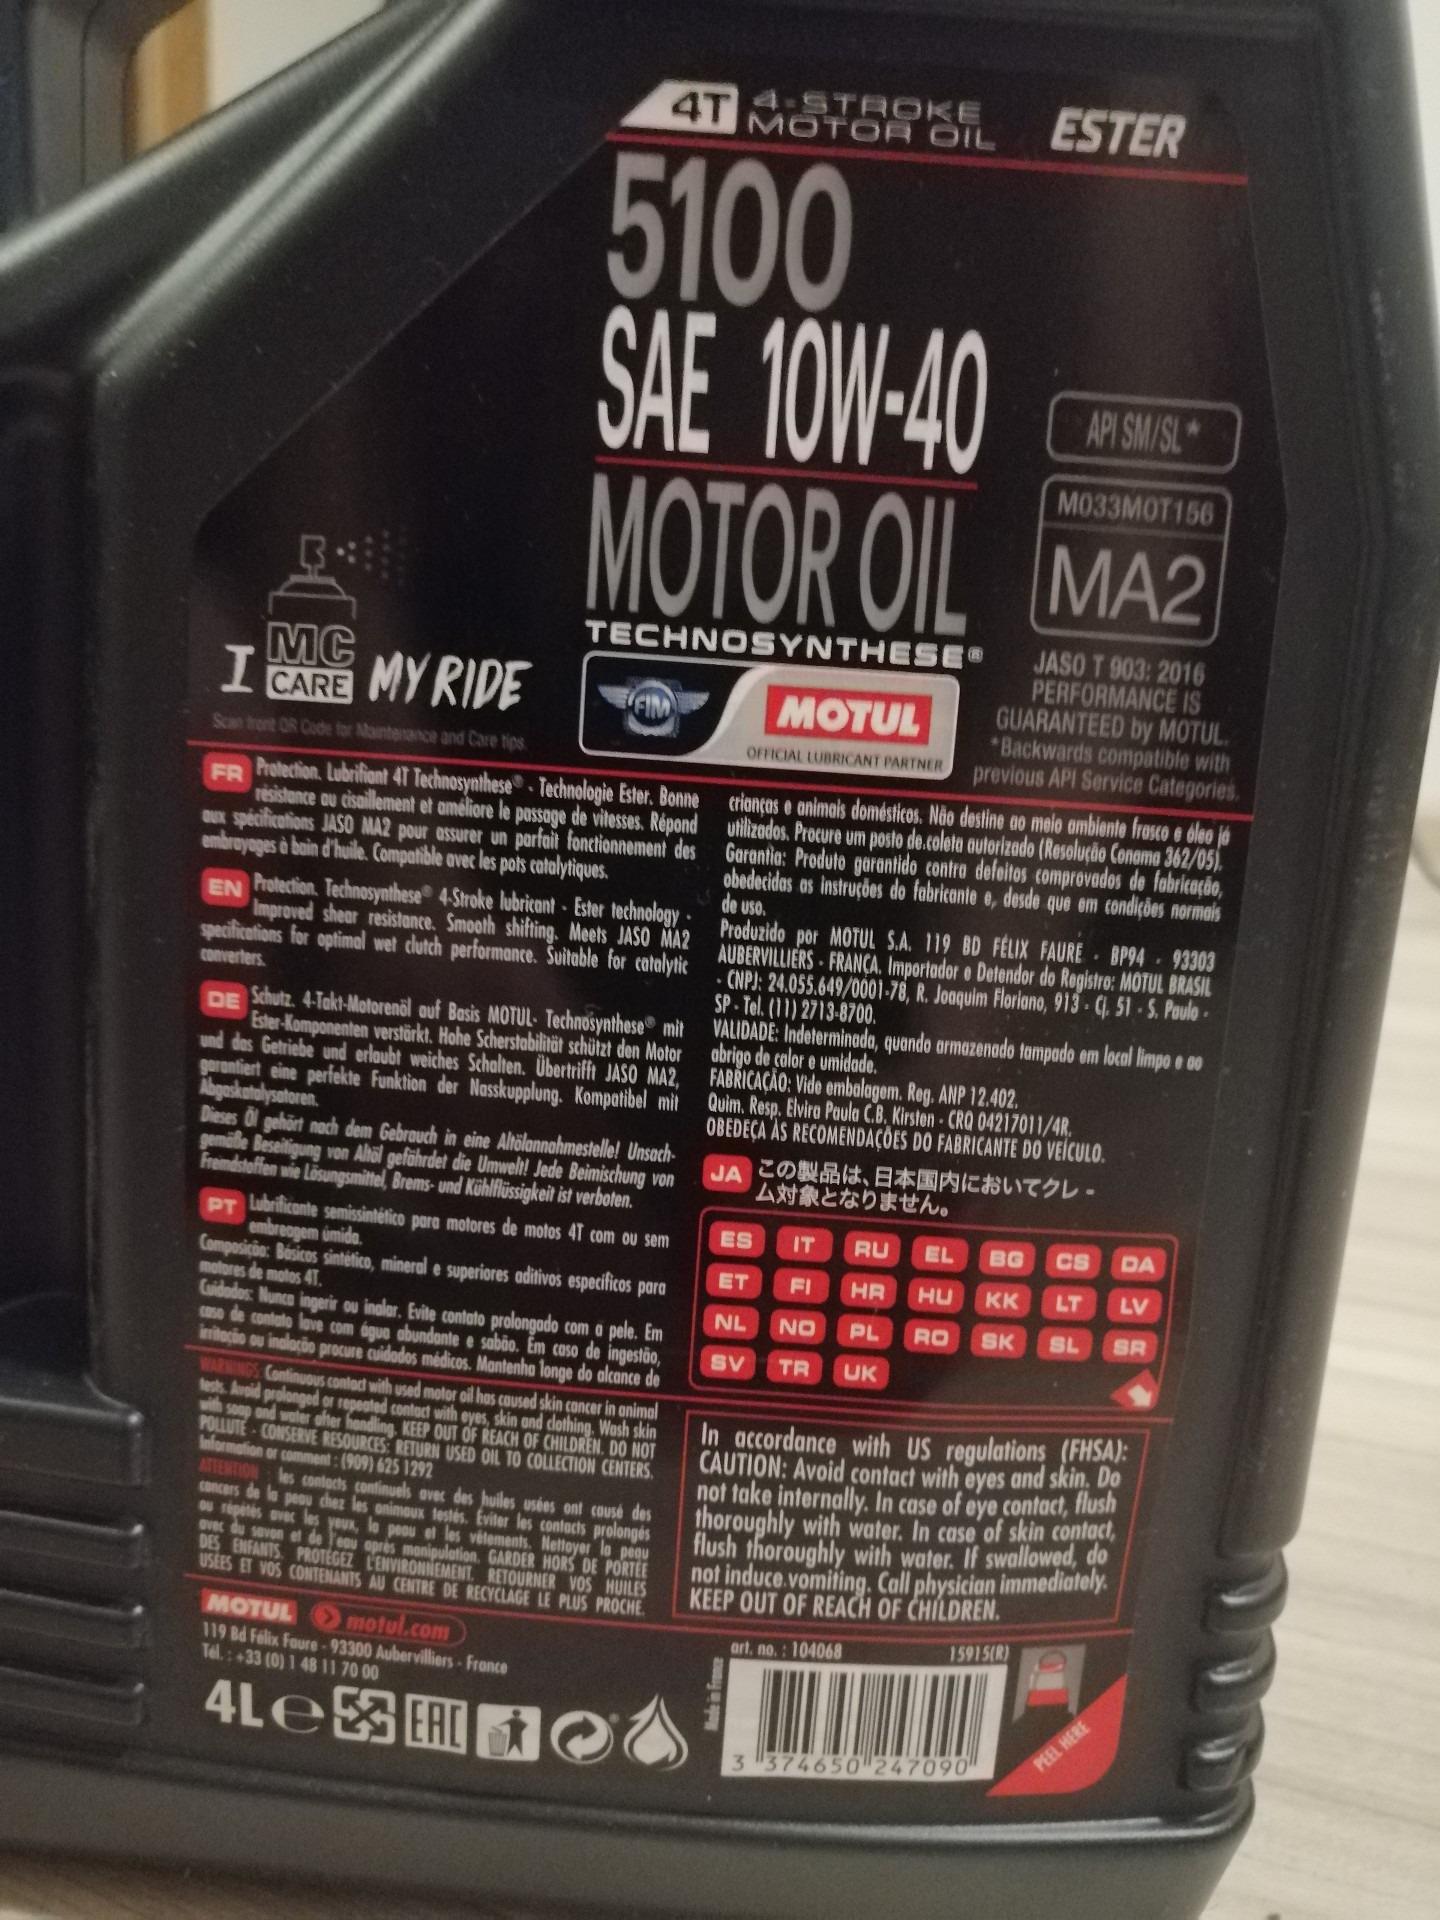 4T 4-STROKE
MOTOR OIL
ESTER
5100
SAE 10W-40
MOTOR OIL
TECHNOSYNTHESE®
API SM/SL*
M033MOT156
MA2
JASO T 903: 2016
PERFORMANCE IS
GUARANTEED by MOTUL.
*Backwards compatible with
previous API Service Categories.
I MC CARE MY RIDE
Scan front QR Code for Maintenance and Care tips.
FIM
MOTUL
OFFICIAL LUBRICANT PARTNER
FR Protection. Lubrifiant 4T Technosynthese® - Technologie Ester. Bonne
résistance au cisaillement et améliore le passage de vitesses. Répond
aux spécifications JASO MA2 pour assurer un parfait fonctionnement des
embrayages à bain d'huile. Compatible avec les pots catalytiques.
EN Protection. Technosynthese® 4-Stroke lubricant - Ester technology -
Improved shear resistance. Smooth shifting. Meets JASO MA2
specifications for optimal wet clutch performance. Suitable for catalytic
converters.
DE Schutz. 4-Takt-Motorenöl auf Basis MOTUL- Technosynthese® mit
Ester-Komponenten verstärkt. Hohe Scherstabilität schützt den Motor
und das Getriebe und erlaubt weiches Schalten. Übertrifft JASO MA2,
garantiert eine perfekte Funktion der Nasskupplung. Kompatibel mit
Abgaskatalysatoren.
Dieses Öl gehört nach dem Gebrauch in eine Altölannahmestelle! Unsach-
gemäße Beseitigung von Altöl gefährdet die Umwelt! Jede Beimischung von
Fremdstoffen wie Lösungsmittel, Brems- und Kühlflüssigkeit ist verboten.
PT Lubrificante semissintético para motores de motos 4T com ou sem
embreagem úmida.
Composição: Básicos sintético, mineral e superiores aditivos específicos para
motores de motos 4T.
Cuidados: Nunca ingerir ou inalar. Evite contato prolongado com a pele. Em
caso de contato lave com água abundante e sabão. Em caso de ingestão,
irritação ou inalação procure cuidados médicos. Mantenha longe do alcance de
crianças e animais domésticos. Não destine ao meio ambiente frasco e óleo já
utilizados. Procure um posto de coleta autorizado (Resolução Conama 362/05).
Garantia: Produto garantido contra defeitos comprovados de fabricação,
obedecidas as instruções do fabricante e, desde que em condições normais
de uso.
Produzido por MOTUL S.A. 119 BD FÉLIX FAURE - BP94 - 93303
AUBERVILLIERS - FRANÇA. Importador e Detendor do Registro: MOTUL BRASIL
- CNPJ: 24.055.649/0001-78, R. Joaquim Floriano, 913 - Cj. 51 - S. Paulo -
SP - Tel. (11) 2713-8700.
VALIDADE: Indeterminada, quando armazenado tampado em local limpo e ao
abrigo de calor e umidade.
FABRICAÇÃO: Vide embalagem. Reg. ANP 12.402.
Quim. Resp. Elvira Paula C.B. Kirsten - CRQ 04217011/4R.
OBEDEÇA ÀS RECOMENDAÇÕES DO FABRICANTE DO VEÍCULO.
JA この製品は、日本国内においてクレー
ム対象となりません。
ES IT RU EL BG CS DA
ET FI HR HU KK LT LV
NL NO PL RO SK SL SR
SV TR UK
WARNINGS: Continuous contact with used motor oil has caused skin cancer in animal
tests. Avoid prolonged or repeated contact with eyes, skin and clothing. Wash skin
with soap and water after handling. KEEP OUT OF REACH OF CHILDREN. DO NOT
POLLUTE - CONSERVE RESOURCES: RETURN USED OIL TO COLLECTION CENTERS.
Information or comment : (909) 625 1292
ATTENTION : les contacts continuels avec des huiles usées ont causé des
cancers de la peau chez les animaux testés. Éviter les contacts prolongés
ou répétés avec les yeux, la peau et les vêtements. Nettoyer la peau
avec du savon et de l'eau après manipulation. GARDER HORS DE PORTÉE
DES ENFANTS. PROTÉGEZ L'ENVIRONNEMENT. RETOURNER VOS HUILES
USÉES ET VOS CONTENANTS AU CENTRE DE RECYCLAGE LE PLUS PROCHE.
In accordance with US regulations (FHSA):
CAUTION: Avoid contact with eyes and skin. Do
not take internally. In case of eye contact, flush
thoroughly with water. In case of skin contact,
flush thoroughly with water. If swallowed, do
not induce vomiting. Call physician immediately.
KEEP OUT OF REACH OF CHILDREN.
MOTUL motul.com
119 Bd Félix Faure - 93300 Aubervilliers - France
Tél. : +33 (0) 1 48 11 70 00
4L e EAC
art. no. : 104068 15915(R)
Made in France
3 374650 247090
PEEL HERE